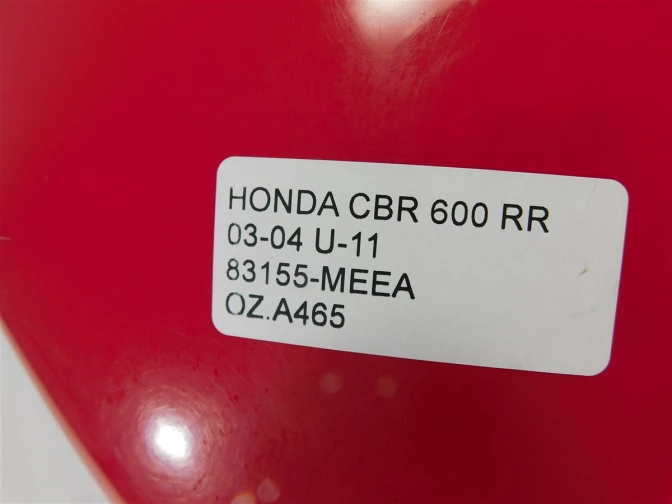 HONDA CBR 600 RR
03-04 U-11
83155-MEEA
OZ.A465